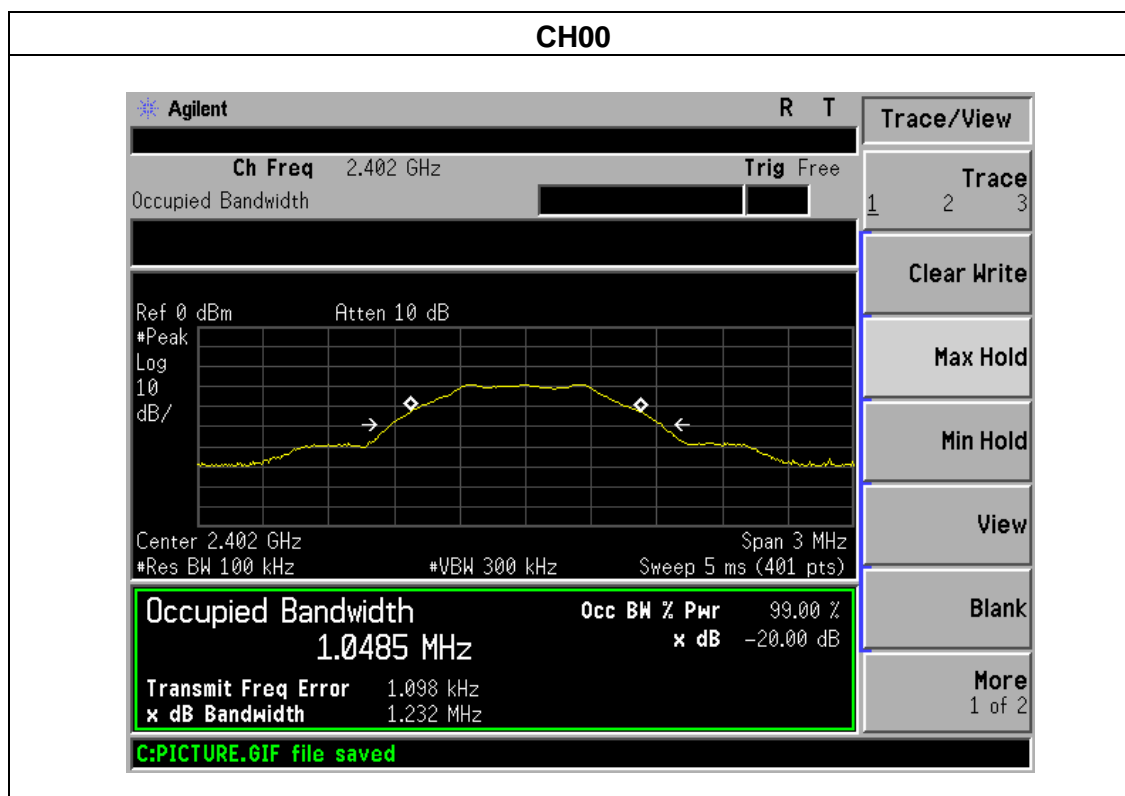 CH00
Agilent R T
Trace/View
Ch Freq 2.402 GHz Trig Free
Occupied Bandwidth
Trace
1 2 3
Clear Write
Ref 0 dBm Atten 10 dB
#Peak
Log
10
dB/
Max Hold
Min Hold
View
Center 2.402 GHz Span 3 MHz
#Res BW 100 kHz #VBW 300 kHz Sweep 5 ms (401 pts)
Occupied Bandwidth Occ BW % Pwr 99.00 %
1.0485 MHz x dB -20.00 dB
Blank
Transmit Freq Error 1.098 kHz
x dB Bandwidth 1.232 MHz
More
1 of 2
C:PICTURE.GIF file saved